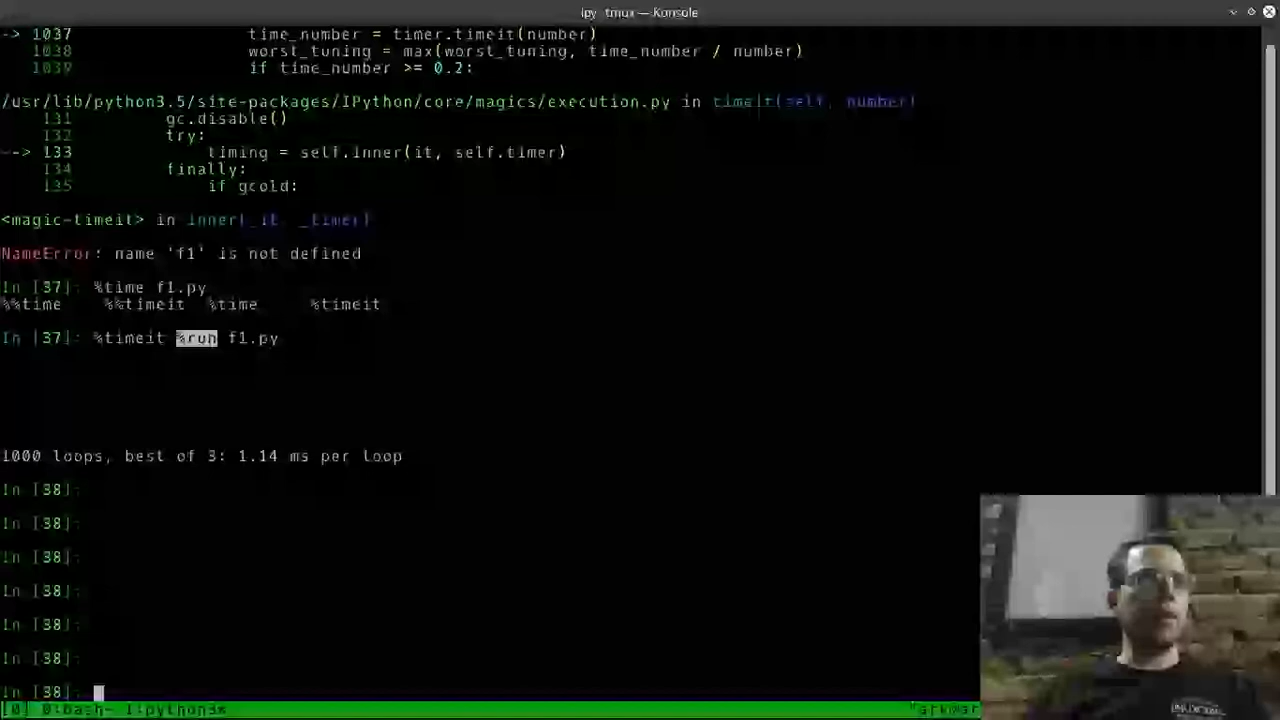 ipy tmux — Konsole
-> 1037 time_number = timer.timeit(number)
1038 worst_tuning = max(worst_tuning, time_number / number)
1039 if time_number >= 0.2:
/usr/lib/python3.5/site-packages/IPython/core/magics/execution.py in timeit(self, number)
131 gc.disable()
132 try:
--> 133 timing = self.inner(it, self.timer)
134 finally:
135 if gcold:
<magic-timeit> in inner(_it, _timer)
NameError: name 'f1' is not defined
In [37]: %time f1.py
%%time %%timeit %time %timeit
In [37]: %timeit %run f1.py
1000 loops, best of 3: 1.14 ms per loop
In [38]:
In [38]:
In [38]:
In [38]:
In [38]:
In [38]:
In [38]:
[0] 0:bash- 1:python3*